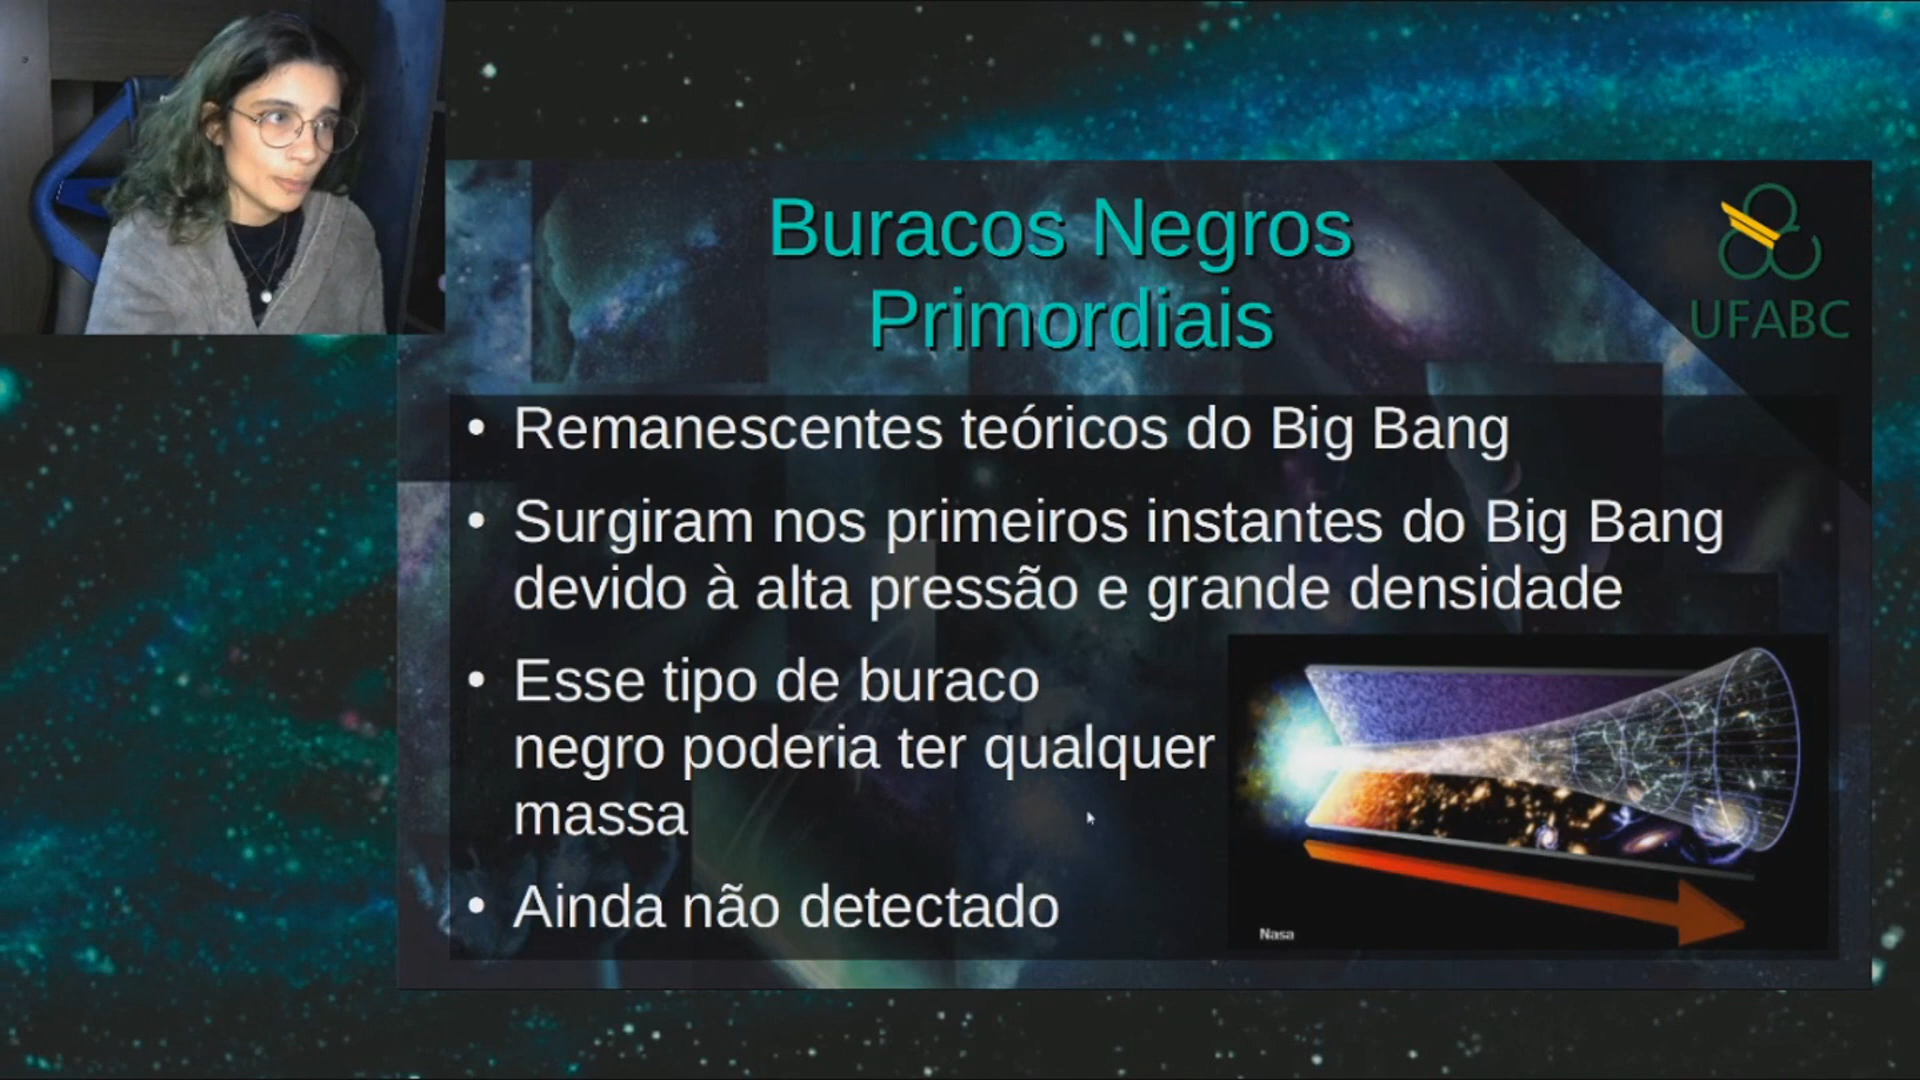 Buracos Negros
Primordiais
UFABC
• Remanescentes teóricos do Big Bang
• Surgiram nos primeiros instantes do Big Bang
devido à alta pressão e grande densidade
• Esse tipo de buraco
negro poderia ter qualquer
massa
• Ainda não detectado
Nasa